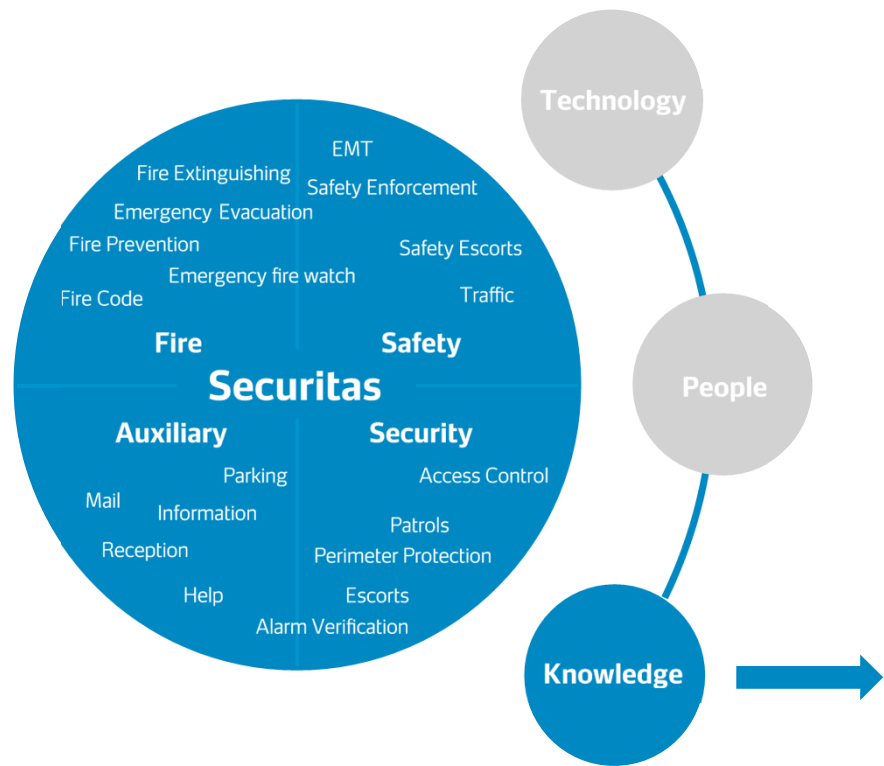 Technology
EMT
Fire Extinguishing
Safety Enforcement
Emergency Evacuation
Fire Prevention
Safety Escorts
Emergency fire watch
Fire Code
Traffic
Fire
Safety
Securitas
People
Auxiliary
Security
Parking
Access Control
Mail
Information
Patrols
Reception
Perimeter Protection
Help
Escorts
Alarm Verification
Knowledge